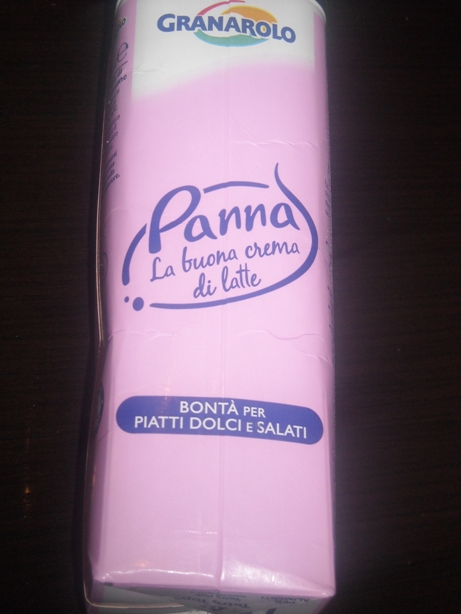 GRANAROLO
Panna
La buona crema
di latte
BONTÀ PER
PIATTI DOLCI E SALATI